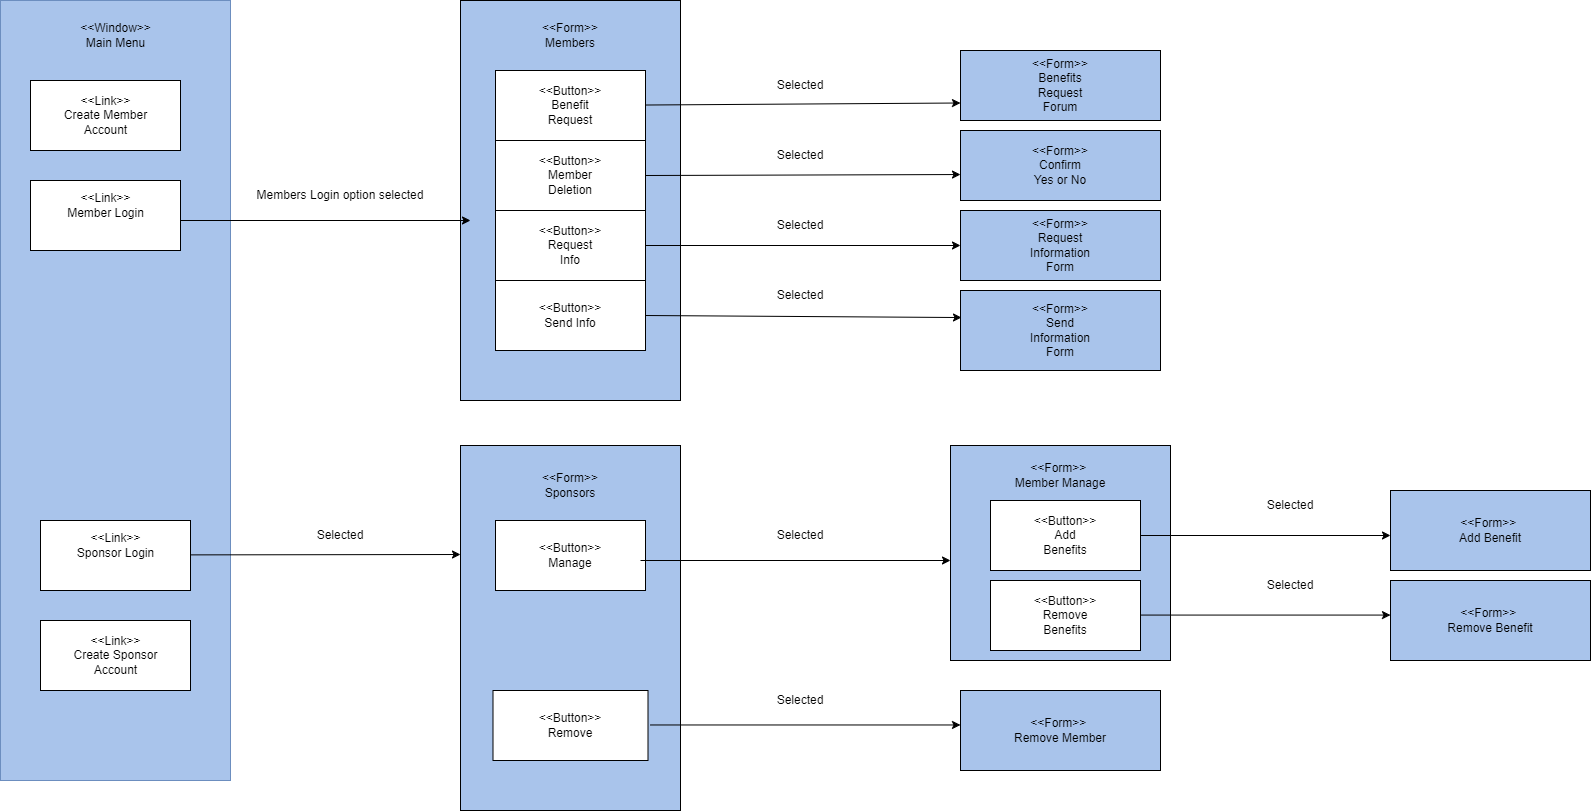 <<Window>>
Main Menu
<<Link>>
Create Member
Account
<<Link>>
Member Login
Members Login option selected
<<Form>>
Members
<<Button>>
Benefit
Request
<<Button>>
Member
Deletion
<<Button>>
Request
Info
<<Button>>
Send Info
Selected
<<Form>>
Benefits
Request
Forum
Selected
<<Form>>
Confirm
Yes or No
Selected
<<Form>>
Request
Information
Form
Selected
<<Form>>
Send
Information
Form
<<Link>>
Sponsor Login
Selected
<<Link>>
Create Sponsor
Account
<<Form>>
Sponsors
<<Button>>
Manage
Selected
<<Form>>
Member Manage
<<Button>>
Add
Benefits
Selected
<<Form>>
Add Benefit
<<Button>>
Remove
Benefits
Selected
<<Form>>
Remove Benefit
<<Button>>
Remove
Selected
<<Form>>
Remove Member